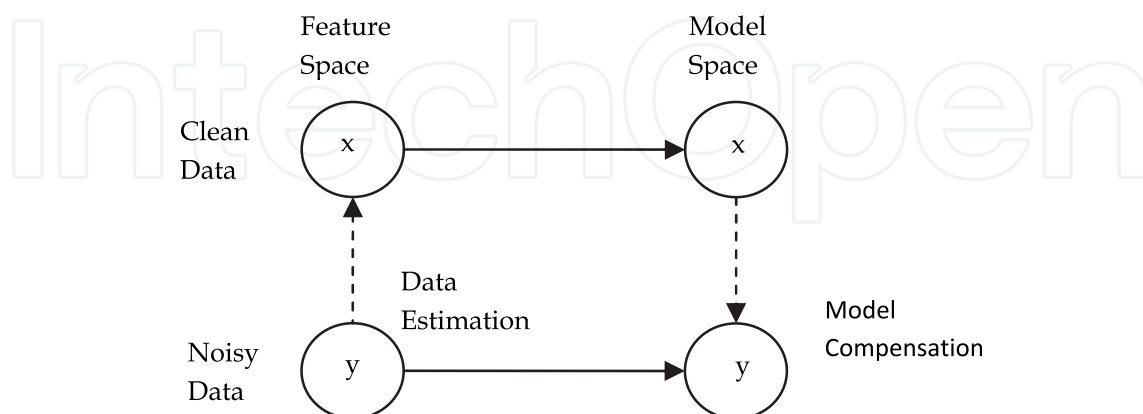 IntechOpen
Feature
Space
Model
Space
Clean
Data
x
x
Data
Estimation
Model
Compensation
Noisy
Data
y
y